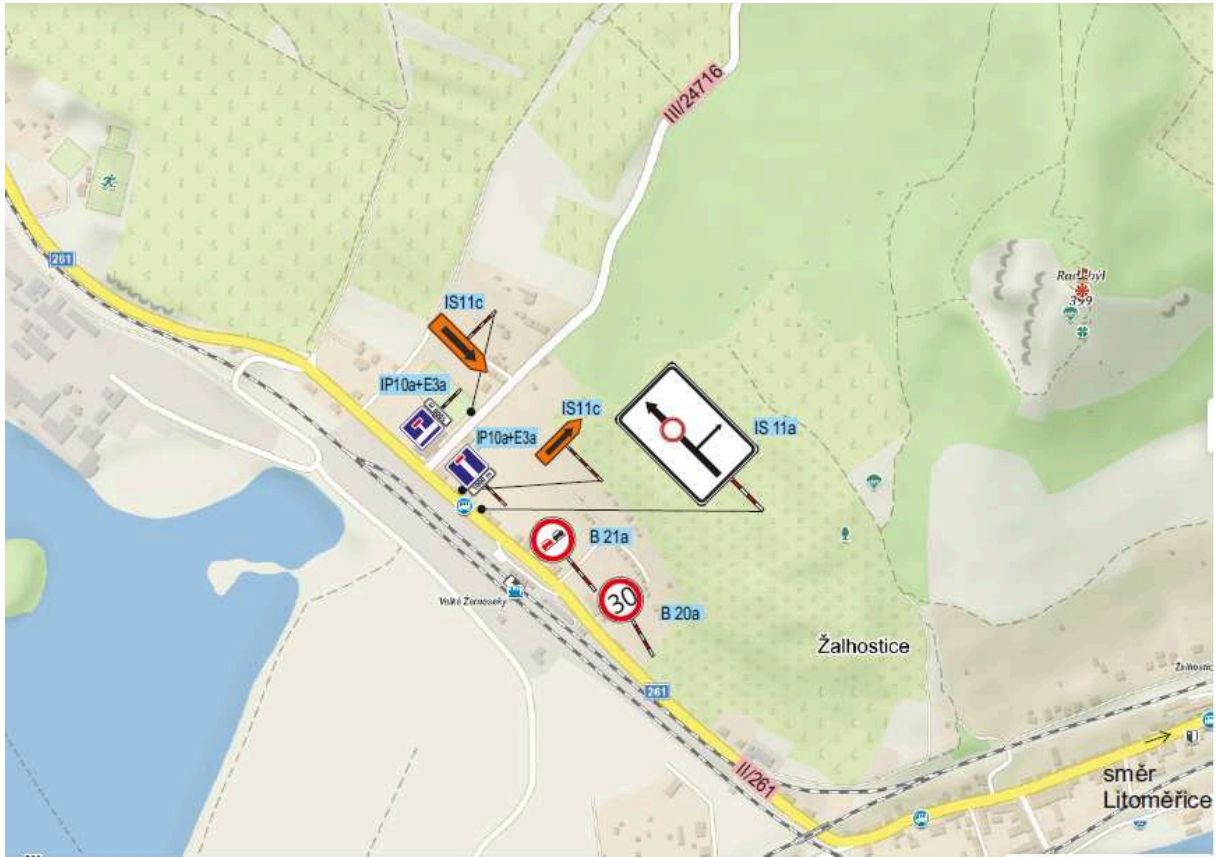 III/24716
261
Radobýl
399
IS11c
IP10a+E3a
IS11c
IP10a+E3a
IS 11a
1000 m
B 21a
Velké Žernoseky
30
B 20a
Žalhostice
261
II/261
směr
Litoměřice